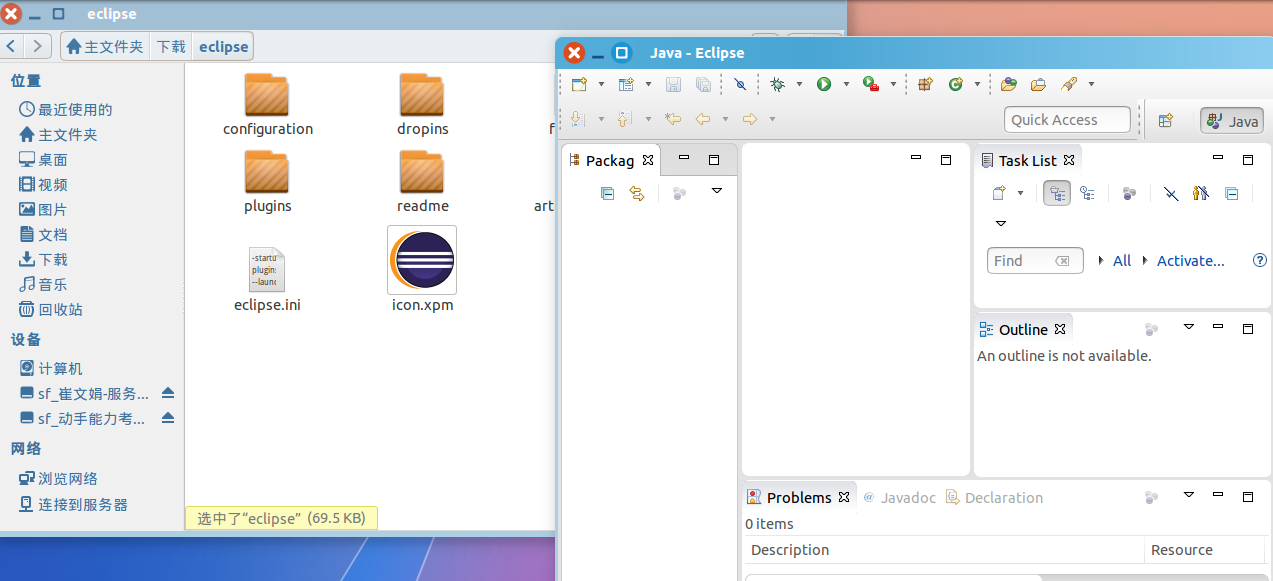 eclipse
主文件夹 下载 eclipse
位置
最近使用的
主文件夹
桌面
视频
图片
文档
下载
音乐
回收站
设备
计算机
sf_崔文娟-服务...
sf_动手能力考...
网络
浏览网络
连接到服务器
configuration
dropins
f
plugins
readme
art
-startu
plugin:
--launc
eclipse.ini
icon.xpm
选中了“eclipse” (69.5 KB)
Java - Eclipse
Quick Access
Java
Packag
Task List
Find
All
Activate...
Outline
An outline is not available.
Problems
@ Javadoc
Declaration
0 items
Description
Resource